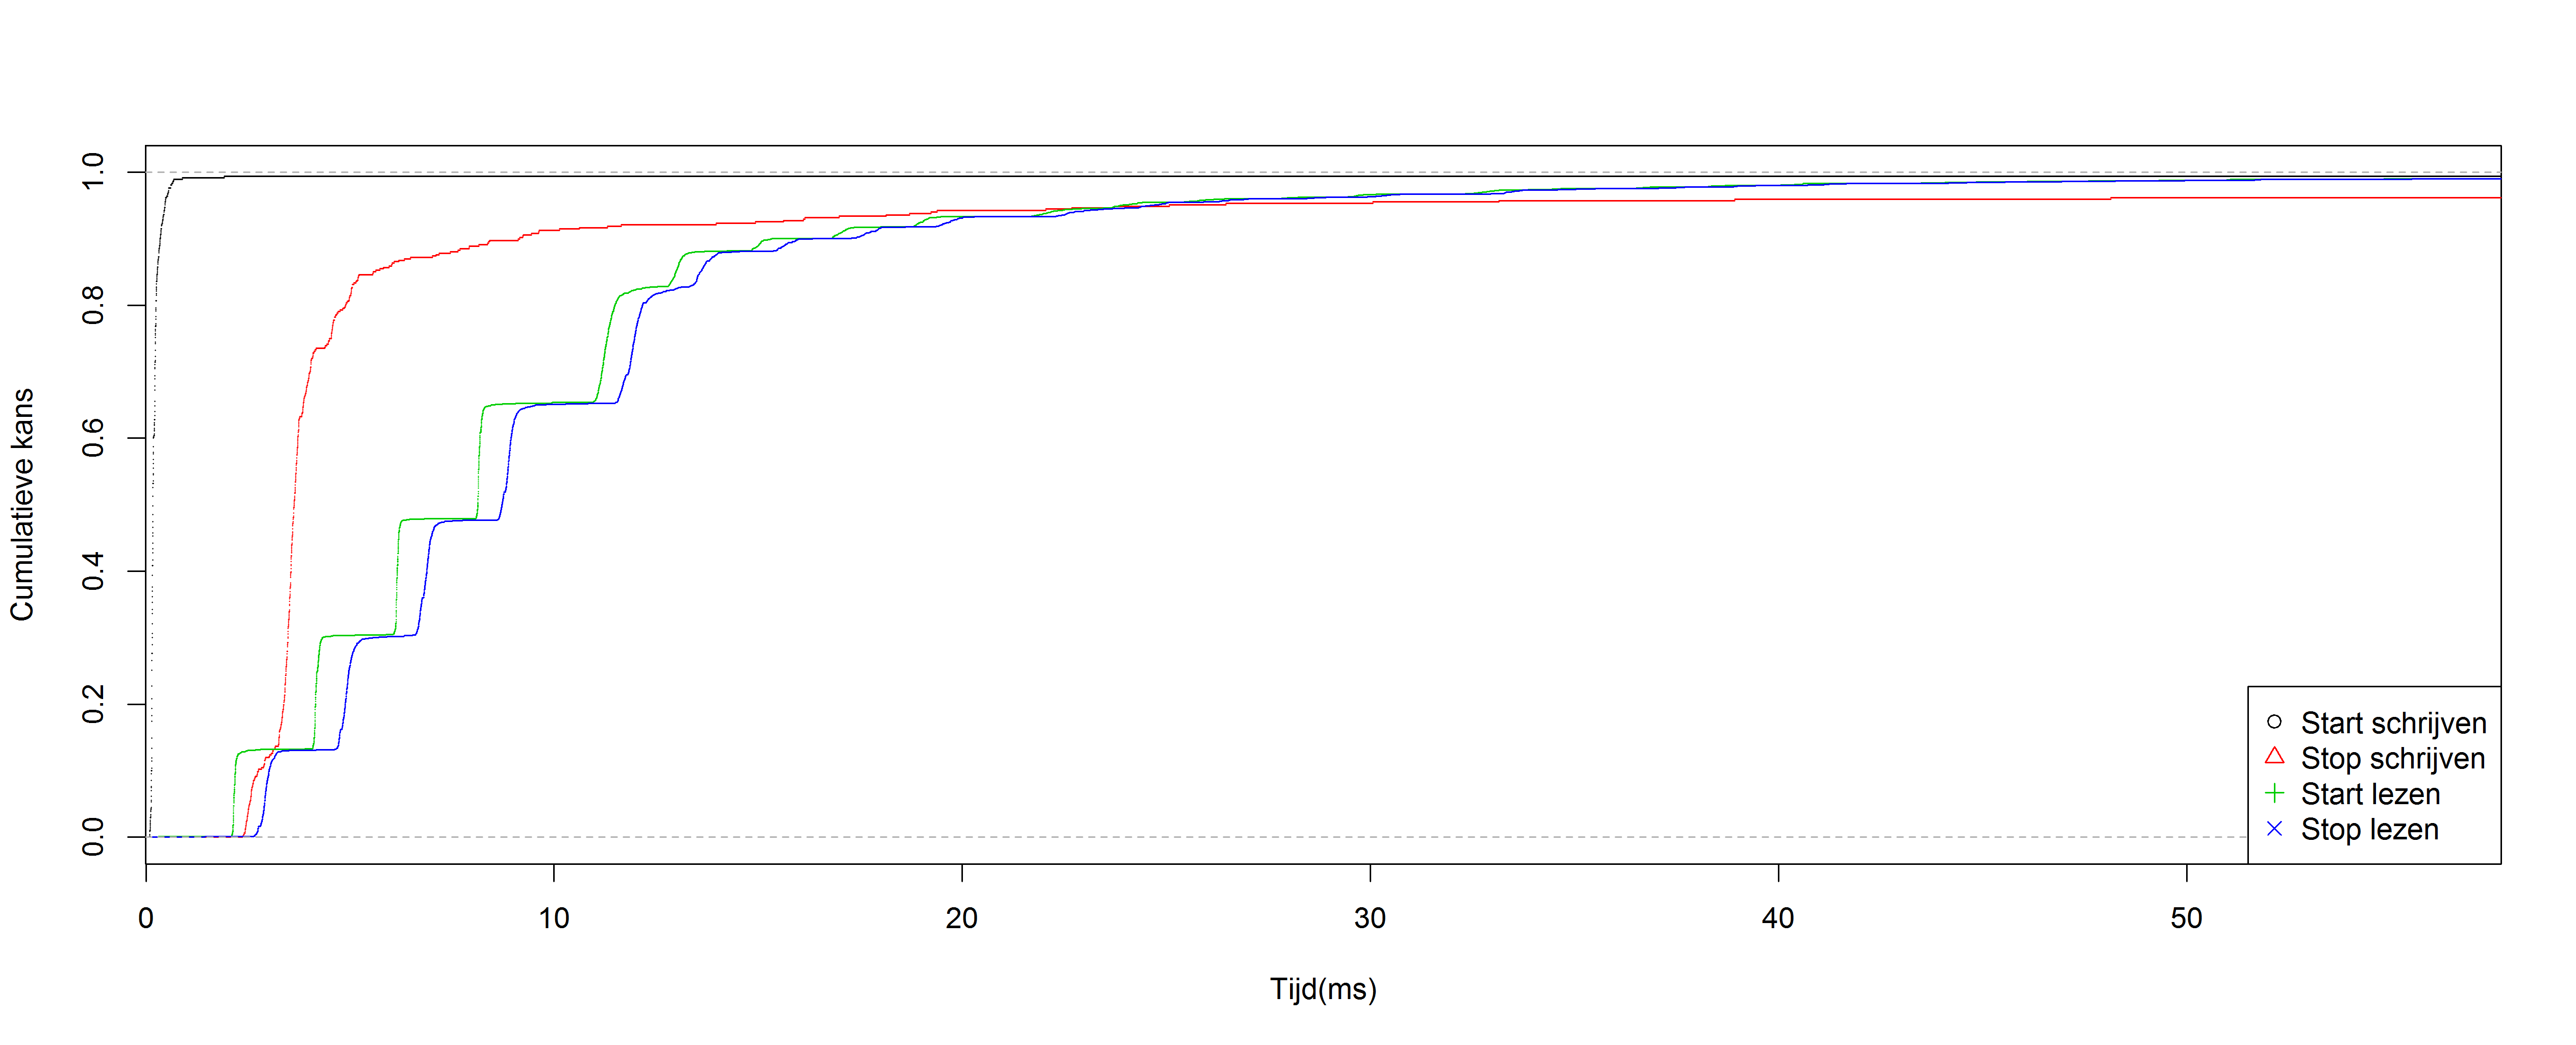 Cumulatieve kans
1.0
0.8
0.6
0.4
0.2
0.0
0 10 20 30 40 50
Tijd(ms)
Start schrijven
Stop schrijven
Start lezen
Stop lezen